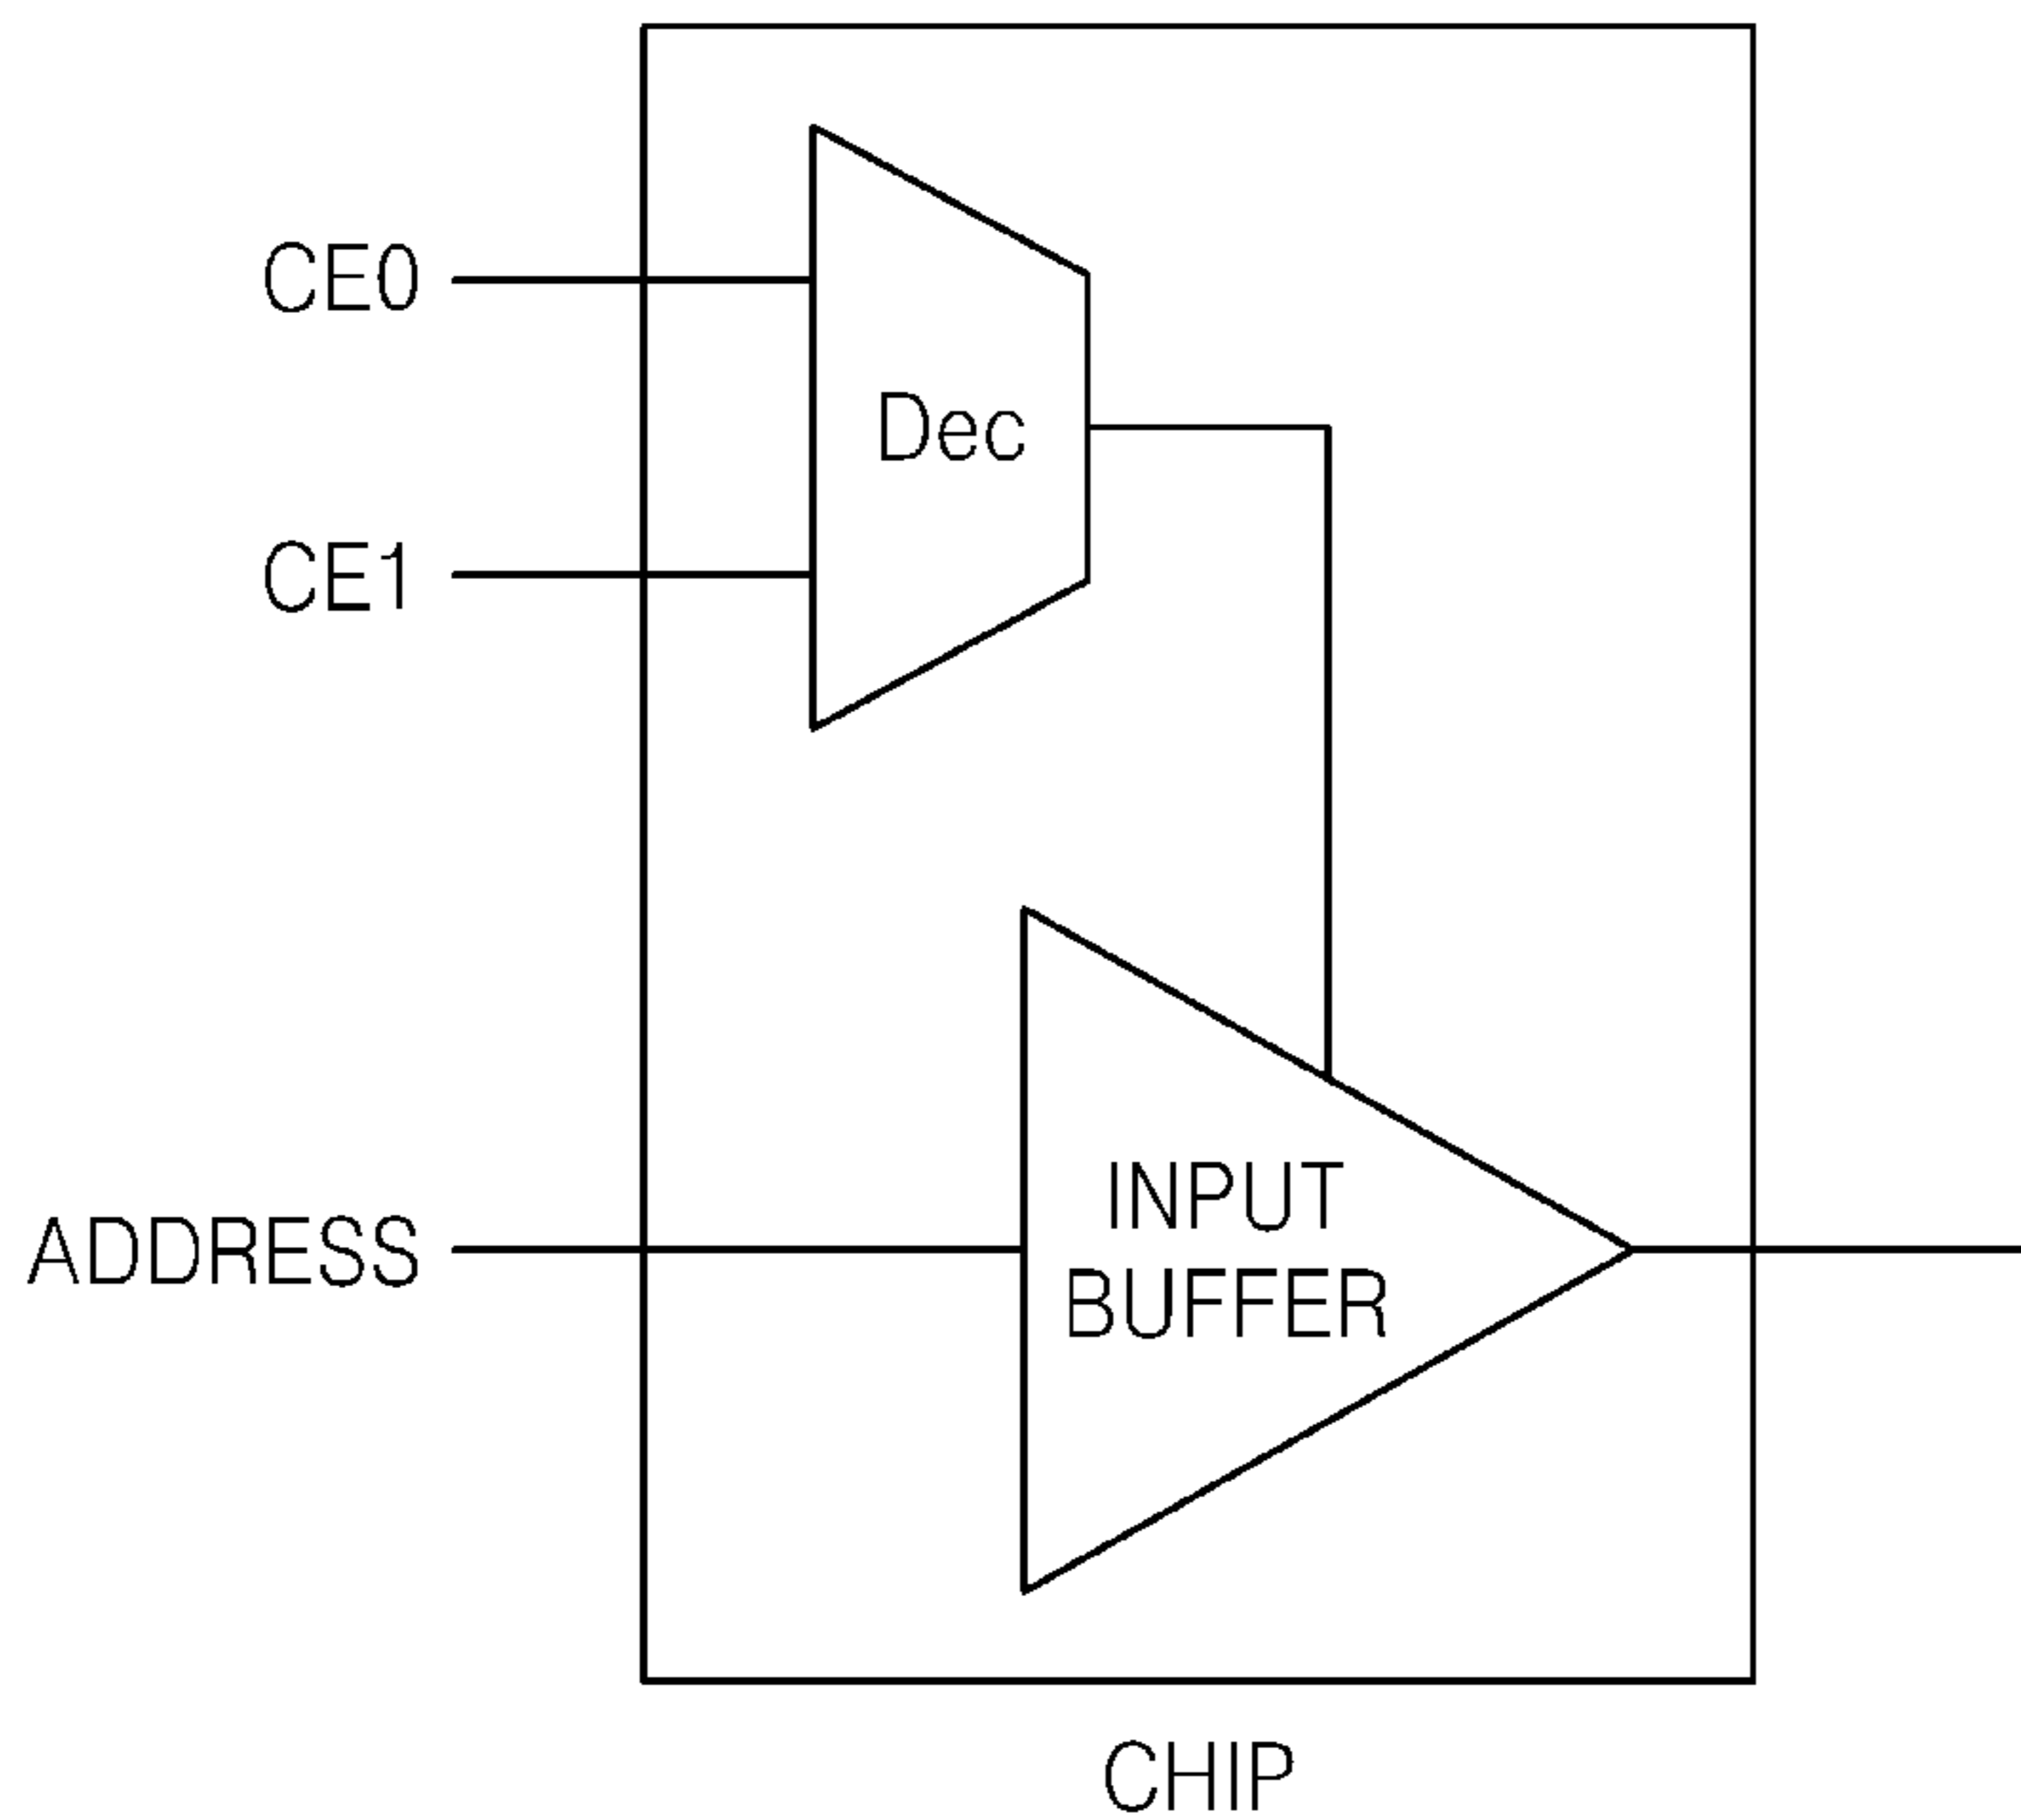 CE0
Dec
CE1
ADDRESS
INPUT
BUFFER
CHIP